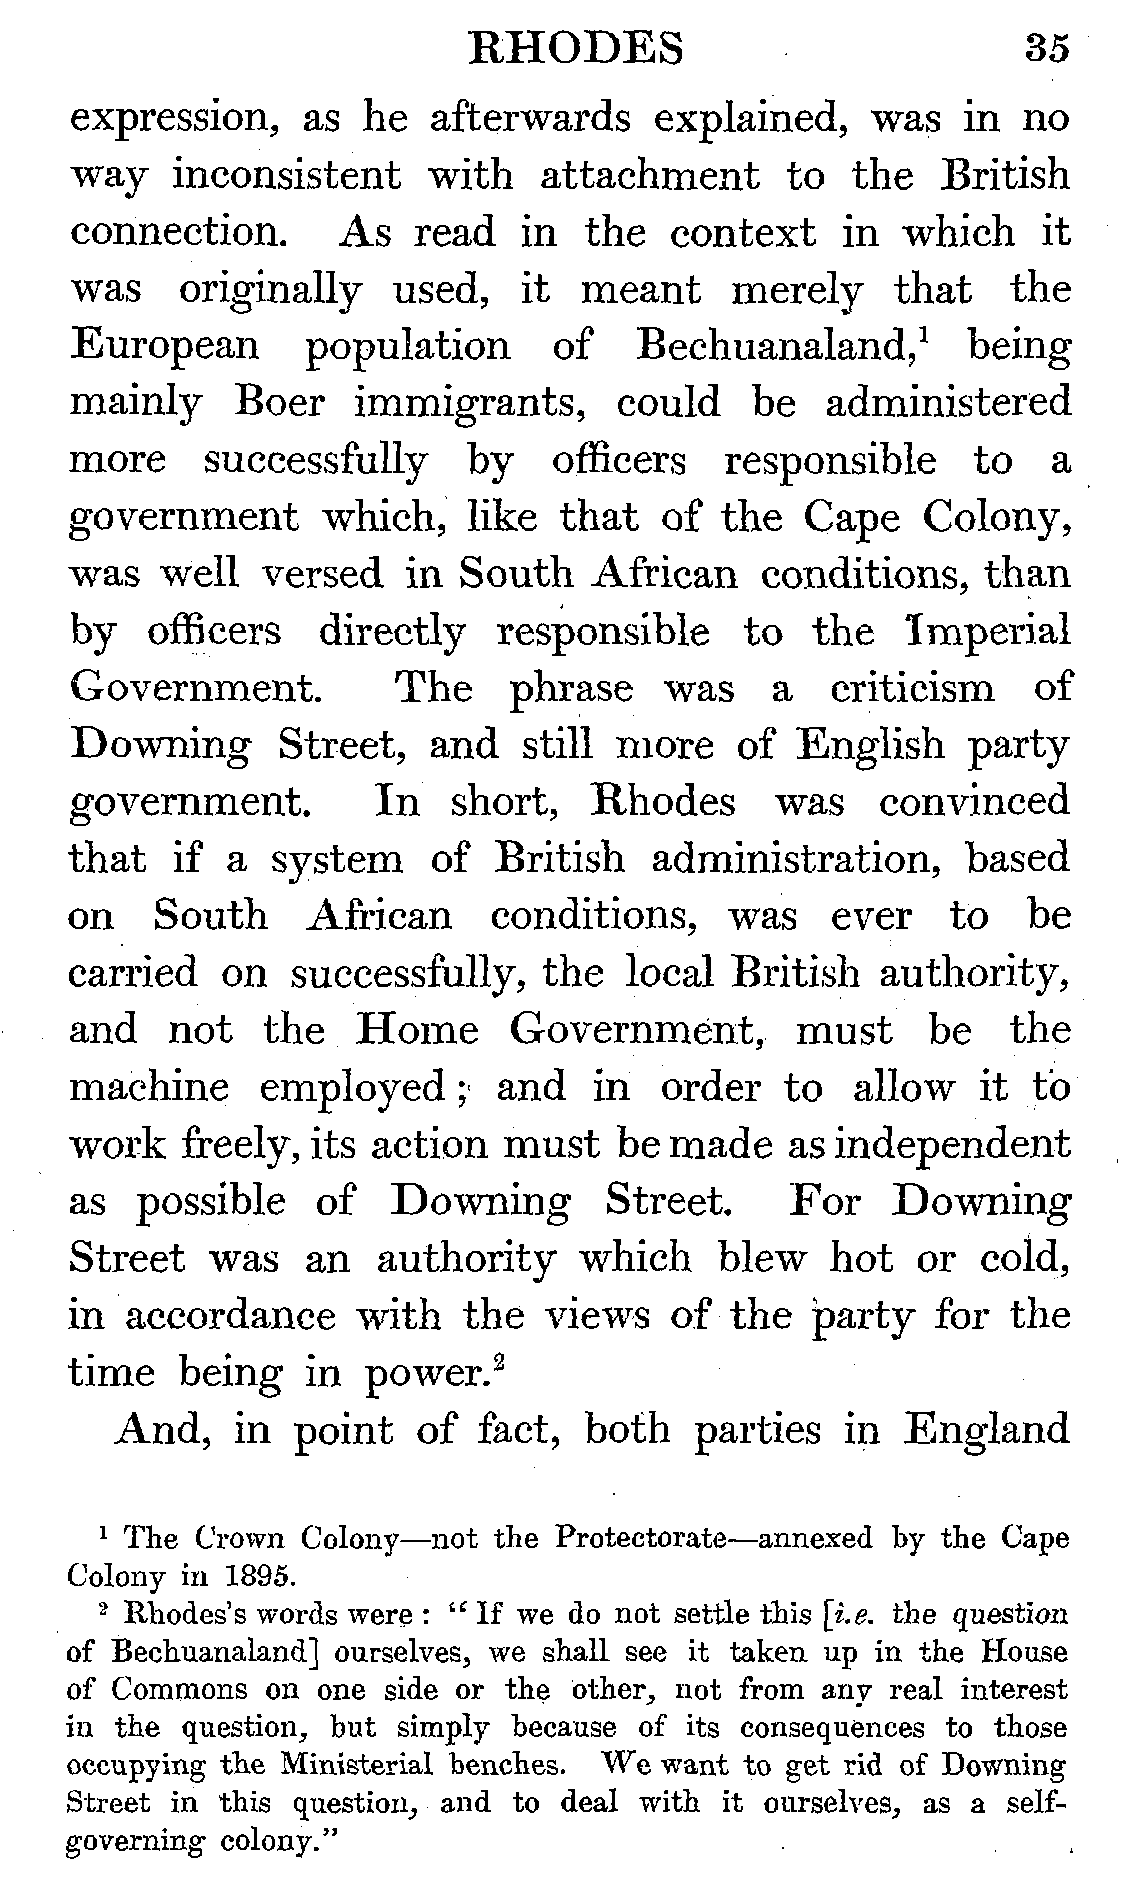 RHODES 35
expression, as he afterwards explained, was in no
way inconsistent with attachment to the British
connection. As read in the context in which it
was originally used, it meant merely that the
European population of Bechuanaland,¹ being
mainly Boer immigrants, could be administered
more successfully by officers responsible to a
government which, like that of the Cape Colony,
was well versed in South African conditions, than
by officers directly responsible to the Imperial
Government. The phrase was a criticism of
Downing Street, and still more of English party
government. In short, Rhodes was convinced
that if a system of British administration, based
on South African conditions, was ever to be
carried on successfully, the local British authority,
and not the Home Government, must be the
machine employed; and in order to allow it to
work freely, its action must be made as independent
as possible of Downing Street. For Downing
Street was an authority which blew hot or cold,
in accordance with the views of the party for the
time being in power.²
And, in point of fact, both parties in England
¹ The Crown Colony—not the Protectorate—annexed by the Cape
Colony in 1895.
² Rhodes's words were: "If we do not settle this [i.e. the question
of Bechuanaland] ourselves, we shall see it taken up in the House
of Commons on one side or the other, not from any real interest
in the question, but simply because of its consequences to those
occupying the Ministerial benches. We want to get rid of Downing
Street in this question, and to deal with it ourselves, as a self-
governing colony."